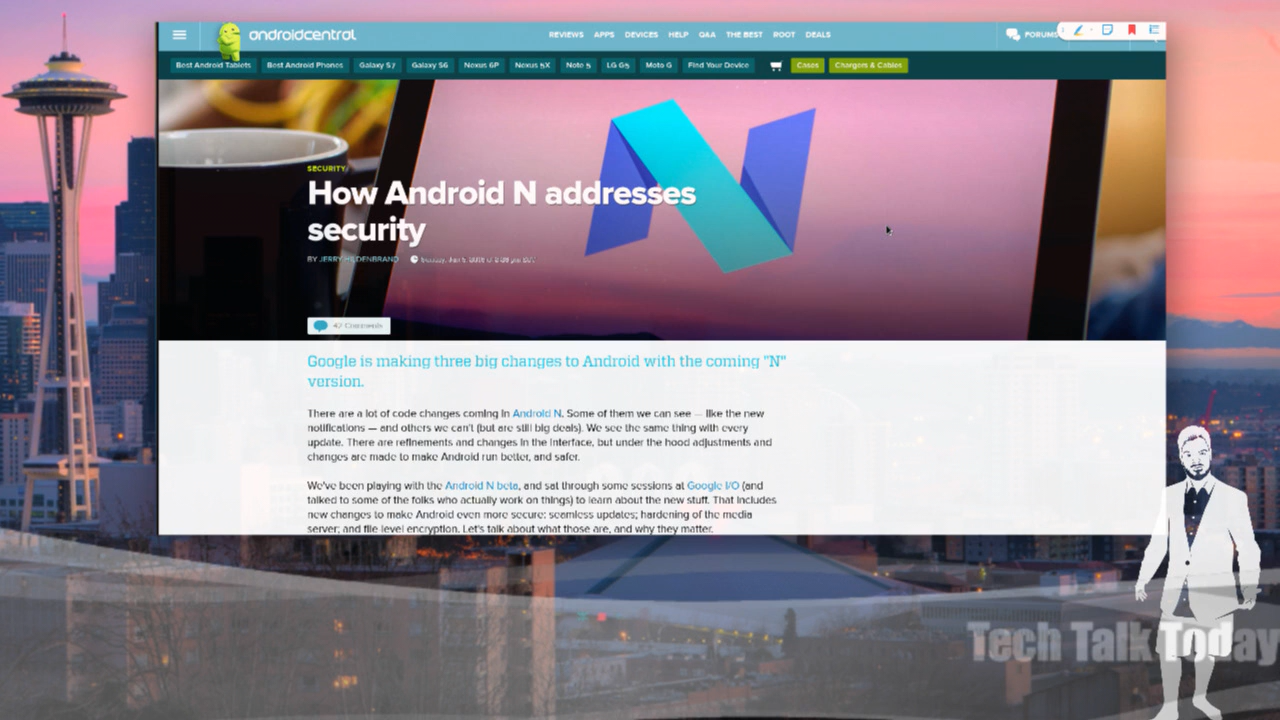 androidcentral
REVIEWS APPS DEVICES HELP Q&A THE BEST ROOT DEALS
FORUMS
Best Android Tablets Best Android Phones Galaxy S7 Galaxy S6 Nexus 6P Nexus 5X Note 5 LG G5 Moto G Find Your Device Cases Chargers & Cables
SECURITY
How Android N addresses
security
BY JERRY HILDENBRAND
42 Comments
Google is making three big changes to Android with the coming "N"
version.
There are a lot of code changes coming in Android N. Some of them we can see — like the new
notifications — and others we can't (but are still big deals). We see the same thing with every
update. There are refinements and changes in the interface, but under the hood adjustments and
changes are made to make Android run better, and safer.
We've been playing with the Android N beta, and sat through some sessions at Google I/O (and
talked to some of the folks who actually work on things) to learn about the new stuff. That includes
new changes to make Android even more secure: seamless updates; hardening of the media
server; and file-level encryption. Let's talk about what those are, and why they matter.
Tech Talk Today